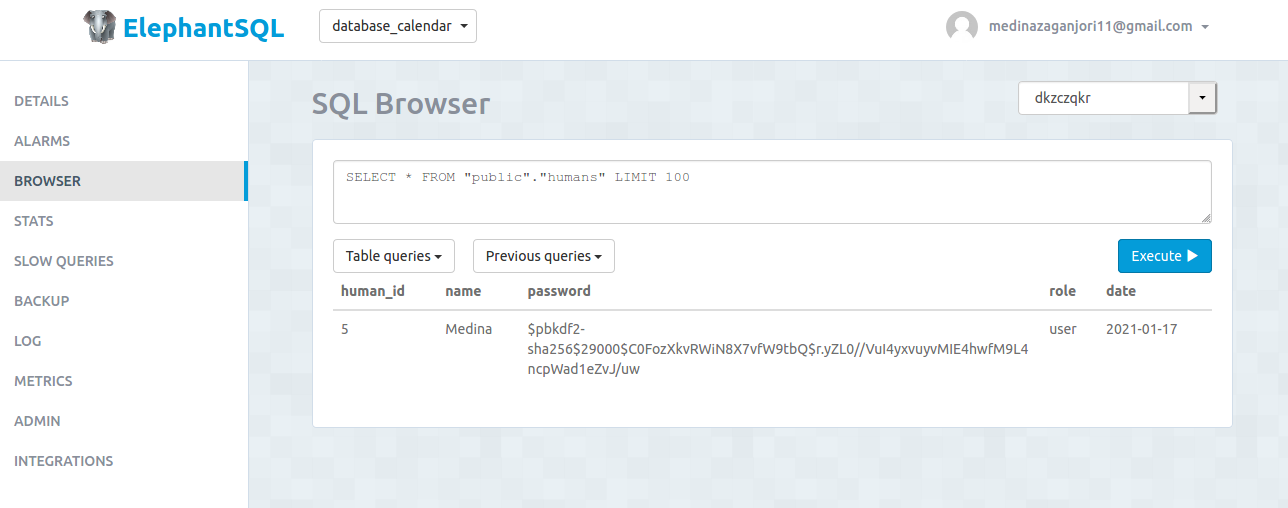 ElephantSQL
database_calendar
medinazaganjori11@gmail.com
DETAILS
ALARMS
BROWSER
STATS
SLOW QUERIES
BACKUP
LOG
METRICS
ADMIN
INTEGRATIONS
SQL Browser
dkzczqkr
SELECT * FROM "public"."humans" LIMIT 100
Table queries
Previous queries
Execute
human_id name password role date
5 Medina $pbkdf2- user 2021-01-17
sha256$29000$C0FozXkvRWiN8X7vfW9tbQ$r.yZL0//VuI4yxvuyvMIE4hwfM9L4
ncpWad1eZvJ/uw